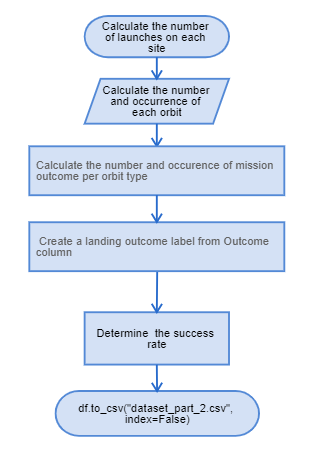 Calculate the number
of launches on each
site
Calculate the number
and occurrence of
each orbit
Calculate the number and occurence of mission
outcome per orbit type
Create a landing outcome label from Outcome
column
Determine  the success
rate
df.to_csv("dataset_part_2.csv",
index=False)